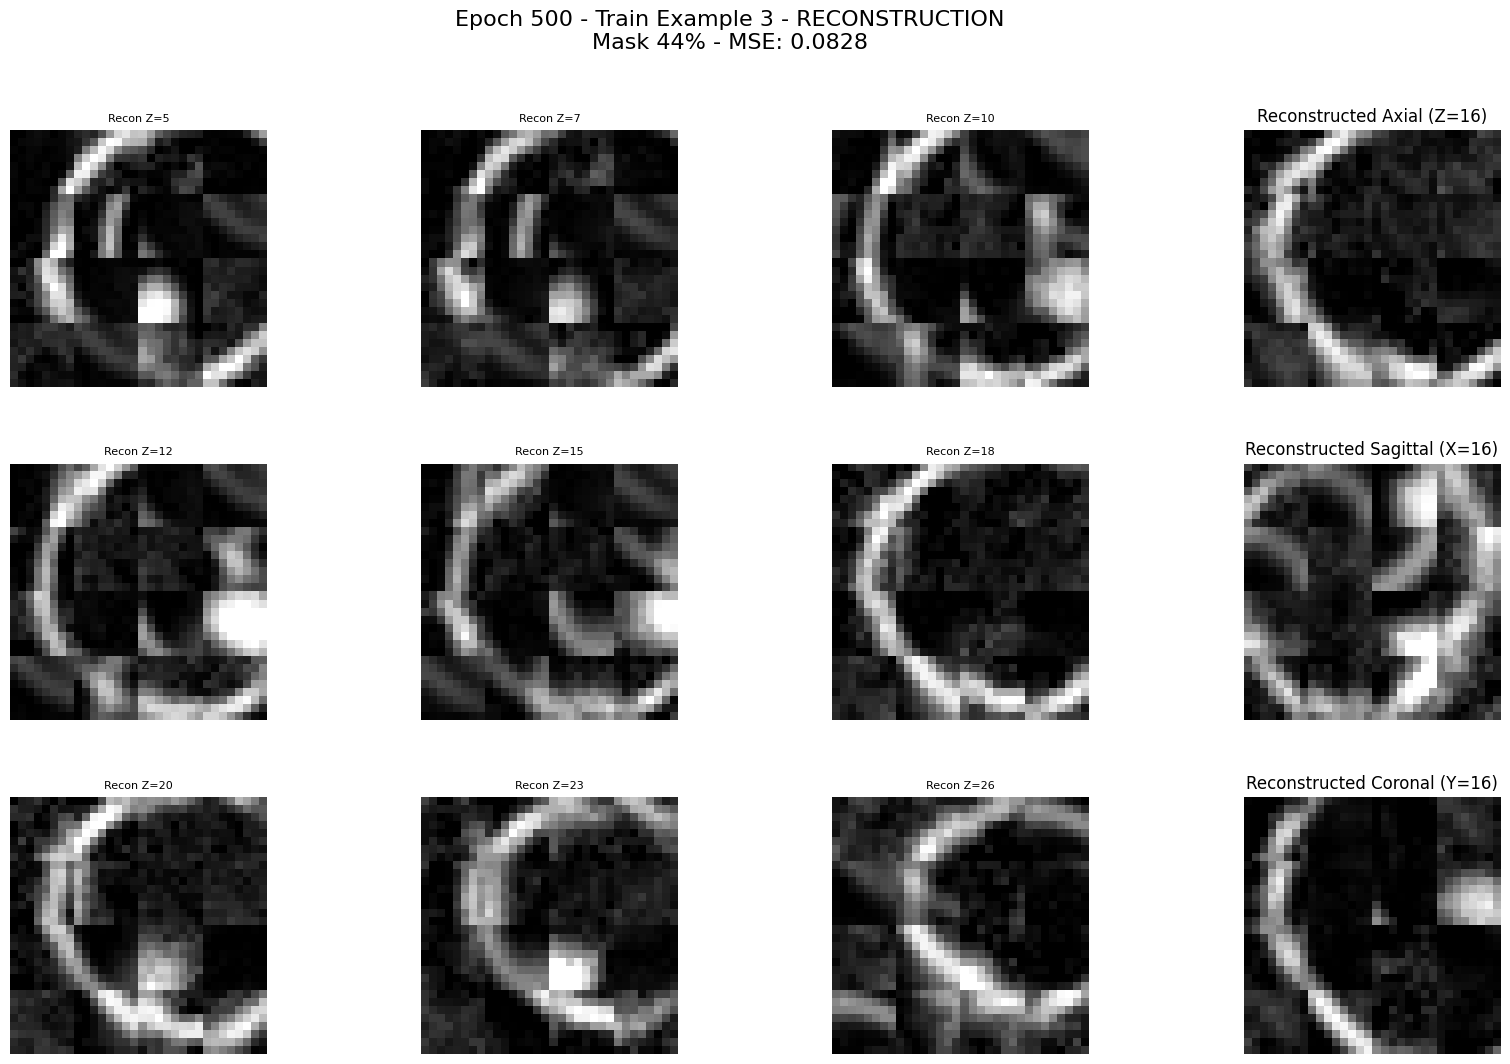 Epoch 500 - Train Example 3 - RECONSTRUCTION
Mask 44% - MSE: 0.0828
Recon Z=5
Recon Z=7
Recon Z=10
Reconstructed Axial (Z=16)
Recon Z=12
Recon Z=15
Recon Z=18
Reconstructed Sagittal (X=16)
Recon Z=20
Recon Z=23
Recon Z=26
Reconstructed Coronal (Y=16)